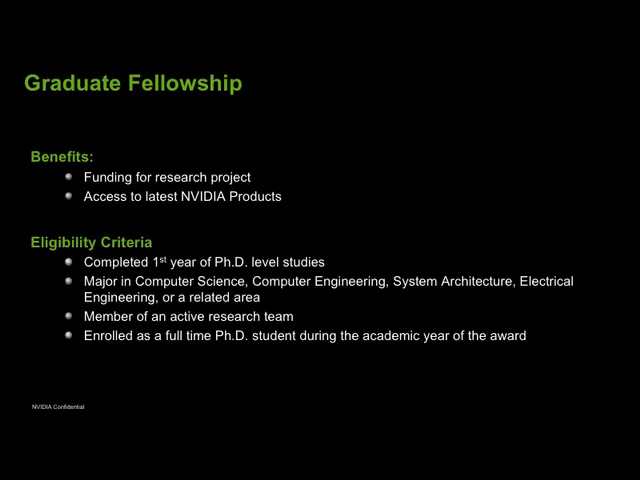 Graduate Fellowship
Benefits:
Funding for research project
Access to latest NVIDIA Products
Eligibility Criteria
Completed 1st year of Ph.D. level studies
Major in Computer Science, Computer Engineering, System Architecture, Electrical
Engineering, or a related area
Member of an active research team
Enrolled as a full time Ph.D. student during the academic year of the award
NVIDIA Confidential